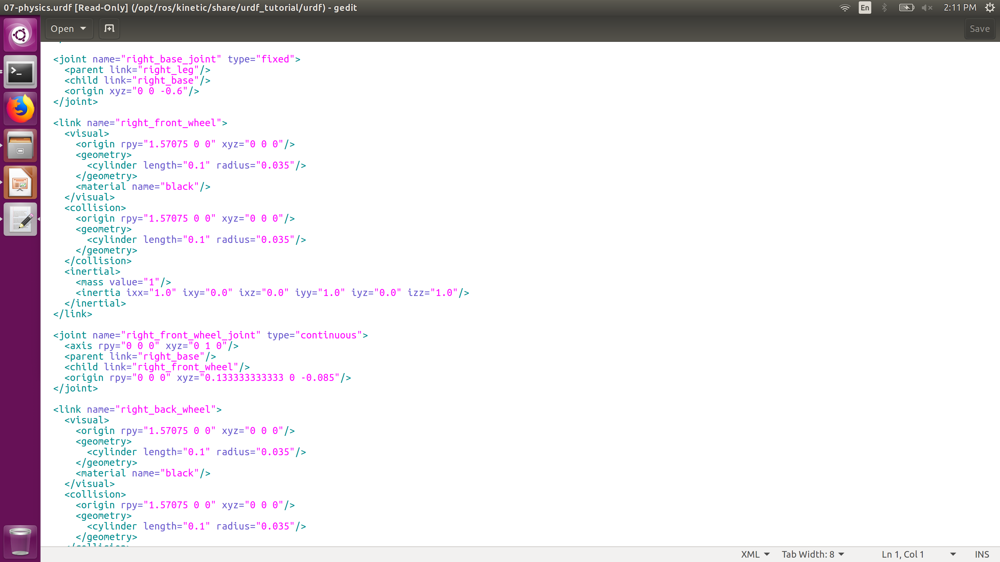 07-physics.urdf [Read-Only] (/opt/ros/kinetic/share/urdf_tutorial/urdf) - gedit
En
2:11 PM
Open
Save
<joint name="right_base_joint" type="fixed">
<parent link="right_leg"/>
<child link="right_base"/>
<origin xyz="0 0 -0.6"/>
</joint>
<link name="right_front_wheel">
<visual>
<origin rpy="1.57075 0 0" xyz="0 0 0"/>
<geometry>
<cylinder length="0.1" radius="0.035"/>
</geometry>
<material name="black"/>
</visual>
<collision>
<origin rpy="1.57075 0 0" xyz="0 0 0"/>
<geometry>
<cylinder length="0.1" radius="0.035"/>
</geometry>
</collision>
<inertial>
<mass value="1"/>
<inertia ixx="1.0" ixy="0.0" ixz="0.0" iyy="1.0" iyz="0.0" izz="1.0"/>
</inertial>
</link>
<joint name="right_front_wheel_joint" type="continuous">
<axis rpy="0 0 0" xyz="0 1 0"/>
<parent link="right_base"/>
<child link="right_front_wheel"/>
<origin rpy="0 0 0" xyz="0.133333333333 0 -0.085"/>
</joint>
<link name="right_back_wheel">
<visual>
<origin rpy="1.57075 0 0" xyz="0 0 0"/>
<geometry>
<cylinder length="0.1" radius="0.035"/>
</geometry>
<material name="black"/>
</visual>
<collision>
<origin rpy="1.57075 0 0" xyz="0 0 0"/>
<geometry>
<cylinder length="0.1" radius="0.035"/>
</geometry>
</collision>
XML
Tab Width: 8
Ln 1, Col 1
INS